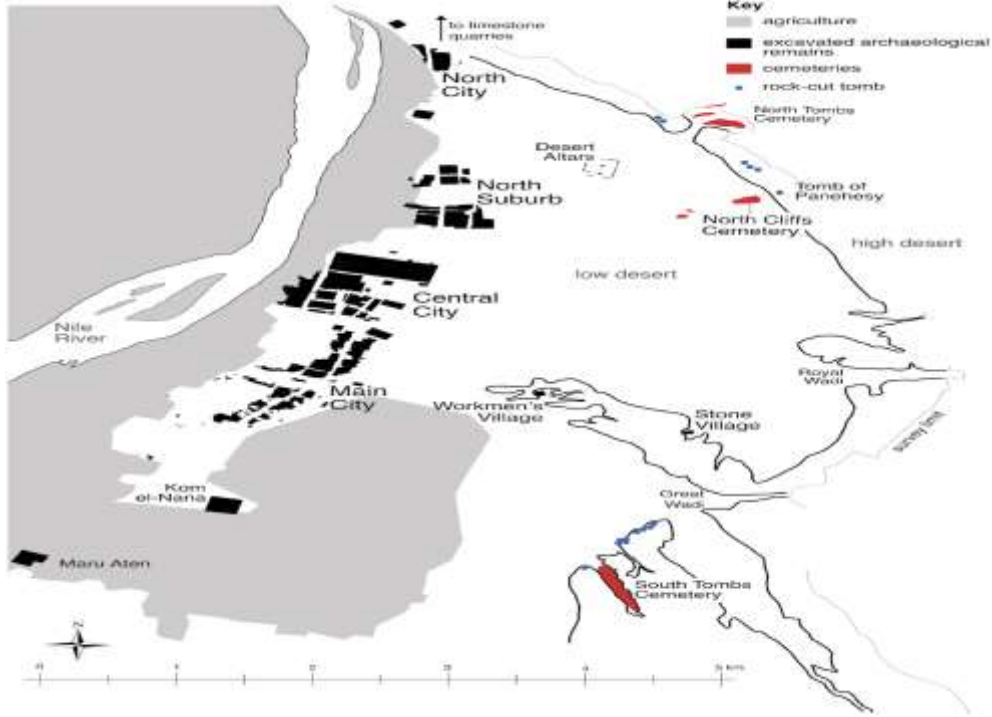 Key
agriculture
excavated archaeological
remains
cemeteries
rock-cut tomb
to limestone
quarries
North
City
North Tombs
Cemetery
Desert
Altars
North
Suburb
Tomb of
Panehesy
North Cliffs
Cemetery
high desert
low desert
Central
City
Nile
River
Royal
Wadi
Main
City
Workmen's
Village
Stone
Village
survey limit
Kom
el-Nana
Great
Wadi
Maru Aten
South Tombs
Cemetery
N
0 1 2 3 4 5 km